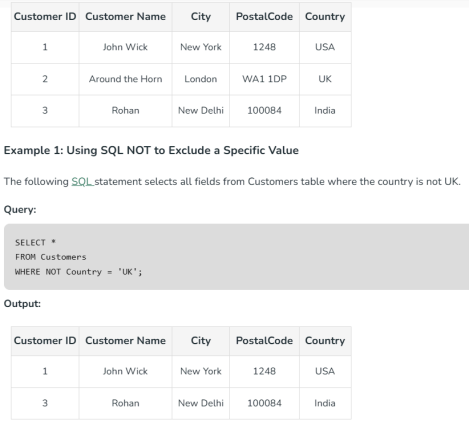 Customer ID Customer Name City PostalCode Country
1 John Wick New York 1248 USA
2 Around the Horn London WA1 1DP UK
3 Rohan New Delhi 100084 India
Example 1: Using SQL NOT to Exclude a Specific Value
The following SQL statement selects all fields from Customers table where the country is not UK.
Query:
SELECT *
FROM Customers
WHERE NOT Country = 'UK';
Output:
Customer ID Customer Name City PostalCode Country
1 John Wick New York 1248 USA
3 Rohan New Delhi 100084 India